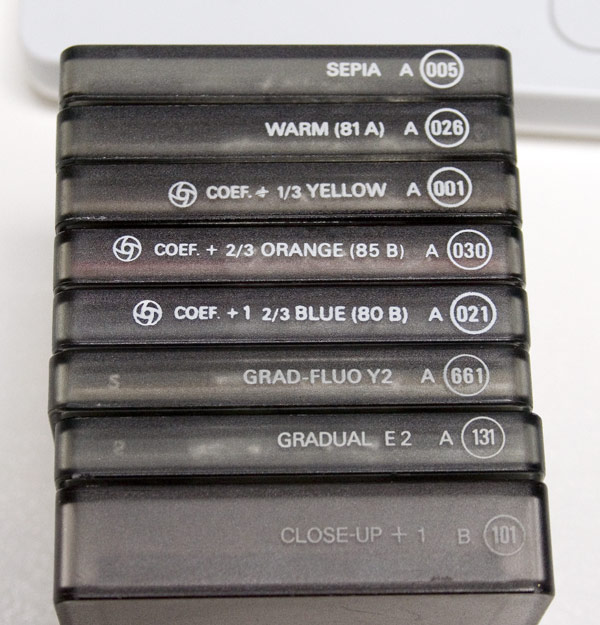 SEPIA A 005
WARM (81 A) A 026
COEF. + 1/3 YELLOW A 001
COEF. + 2/3 ORANGE (85 B) A 030
COEF. + 1 2/3 BLUE (80 B) A 021
GRAD-FLUO Y2 A 661
GRADUAL E 2 A 131
CLOSE-UP + 1 B 101